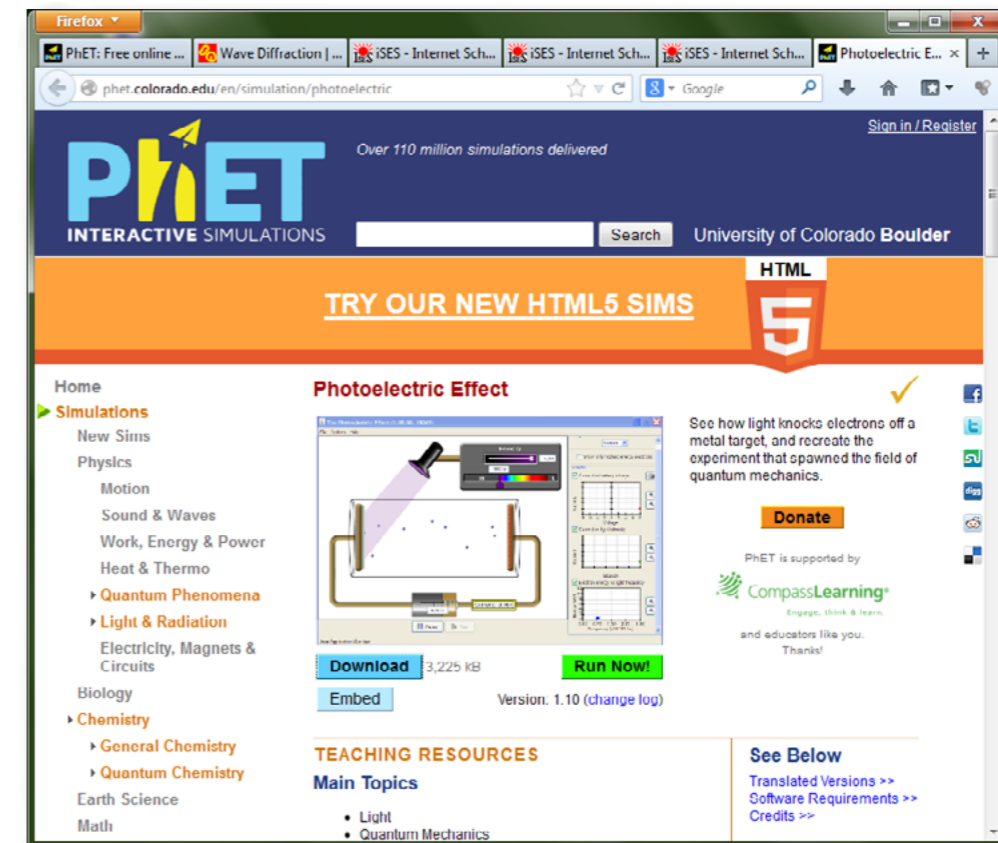 Firefox
PhET: Free online ...
Wave Diffraction | ...
iSES - Internet Sch...
iSES - Internet Sch...
iSES - Internet Sch...
Photoelectric E... ×
phet.colorado.edu/en/simulation/photoelectric
Google
Sign in / Register
Over 110 million simulations delivered
PhET
INTERACTIVE SIMULATIONS
Search
University of Colorado Boulder
TRY OUR NEW HTML5 SIMS
HTML
5
Home
Simulations
New Sims
Physics
Motion
Sound & Waves
Work, Energy & Power
Heat & Thermo
Quantum Phenomena
Light & Radiation
Electricity, Magnets &
Circuits
Biology
Chemistry
General Chemistry
Quantum Chemistry
Earth Science
Math
Photoelectric Effect
Download 3,225 kB
Run Now!
Embed
Version: 1.10 (change log)
See how light knocks electrons off a
metal target, and recreate the
experiment that spawned the field of
quantum mechanics.
Donate
PhET is supported by
CompassLearning
Engage, think & learn.
and educators like you.
Thanks!
digg
TEACHING RESOURCES
Main Topics
• Light
• Quantum Mechanics
See Below
Translated Versions >>
Software Requirements >>
Credits >>